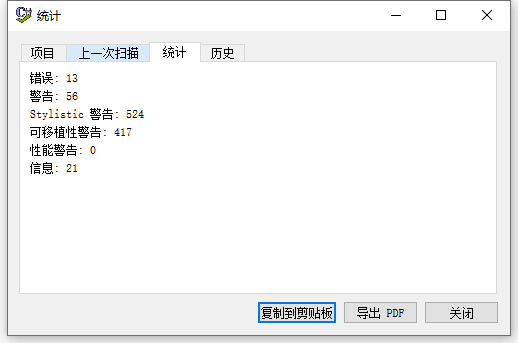 统计
项目 上一次扫描 统计 历史
错误: 13
警告: 56
Stylistic 警告: 524
可移植性警告: 417
性能警告: 0
信息: 21
复制到剪贴板 导出 PDF 关闭